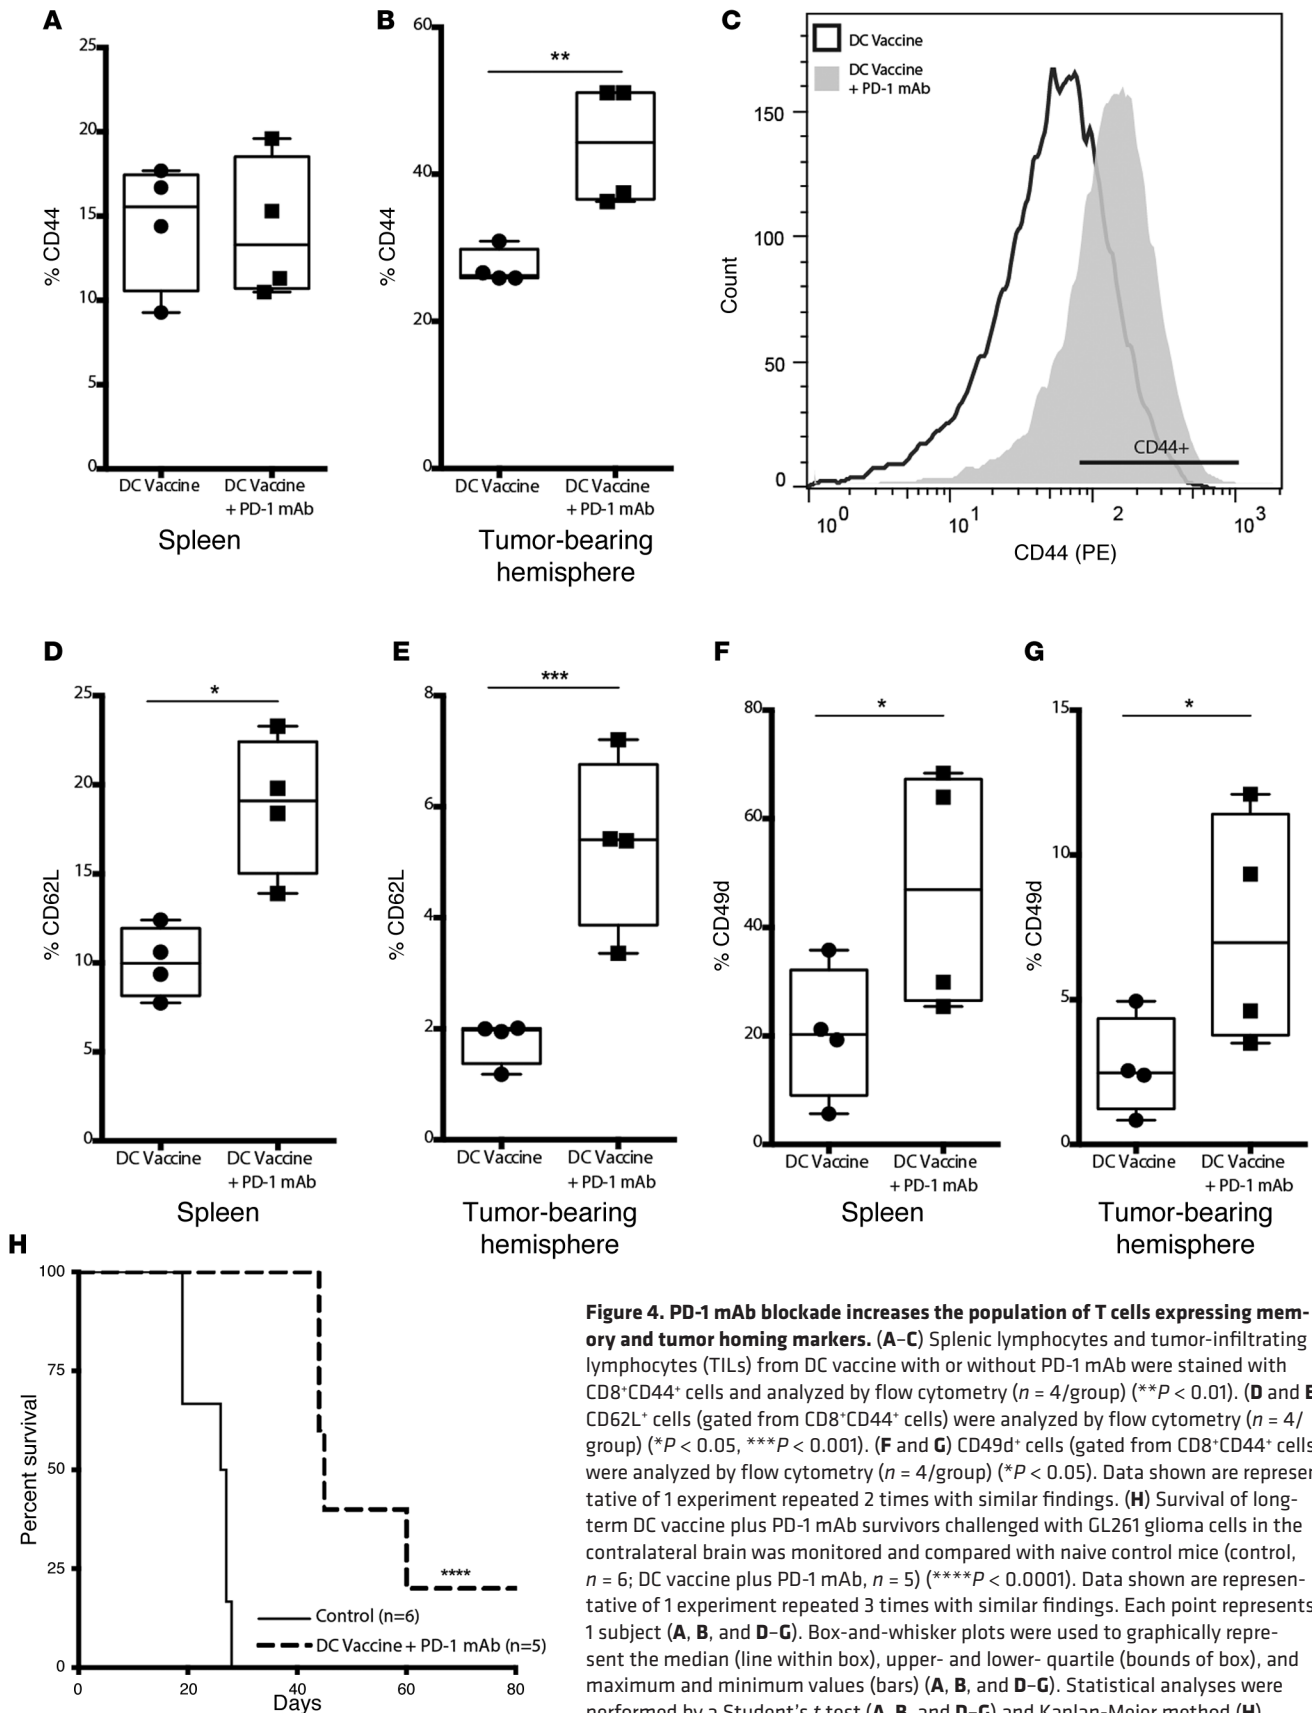 A
25
20
15
10
5
0
% CD44
DC Vaccine
DC Vaccine
+ PD-1 mAb
Spleen
B
60
40
20
0
% CD44
**
DC Vaccine
DC Vaccine
+ PD-1 mAb
Tumor-bearing
hemisphere
C
DC Vaccine
DC Vaccine
+ PD-1 mAb
150
100
50
0
Count
CD44+
10^0
10^1
2
10^3
CD44 (PE)
D
25
20
15
10
5
0
% CD62L
*
DC Vaccine
DC Vaccine
+ PD-1 mAb
Spleen
E
8
6
4
2
0
% CD62L
***
DC Vaccine
DC Vaccine
+ PD-1 mAb
Tumor-bearing
hemisphere
F
80
60
40
20
0
% CD49d
*
DC Vaccine
DC Vaccine
+ PD-1 mAb
Spleen
G
15
10
5
0
% CD49d
*
DC Vaccine
DC Vaccine
+ PD-1 mAb
Tumor-bearing
hemisphere
H
100
75
50
25
0
Percent survival
****
Control (n=6)
DC Vaccine + PD-1 mAb (n=5)
0
20
40
60
80
Days
Figure 4. PD-1 mAb blockade increases the population of T cells expressing mem-
ory and tumor homing markers. (A–C) Splenic lymphocytes and tumor-infiltrating
lymphocytes (TILs) from DC vaccine with or without PD-1 mAb were stained with
CD8⁺CD44⁺ cells and analyzed by flow cytometry (n = 4/group) (**P < 0.01). (D and E
CD62L⁺ cells (gated from CD8⁺CD44⁺ cells) were analyzed by flow cytometry (n = 4/
group) (*P < 0.05, ***P < 0.001). (F and G) CD49d⁺ cells (gated from CD8⁺CD44⁺ cells
were analyzed by flow cytometry (n = 4/group) (*P < 0.05). Data shown are represen
tative of 1 experiment repeated 2 times with similar findings. (H) Survival of long-
term DC vaccine plus PD-1 mAb survivors challenged with GL261 glioma cells in the
contralateral brain was monitored and compared with naive control mice (control,
n = 6; DC vaccine plus PD-1 mAb, n = 5) (****P < 0.0001). Data shown are represen-
tative of 1 experiment repeated 3 times with similar findings. Each point represents
1 subject (A, B, and D–G). Box-and-whisker plots were used to graphically repre-
sent the median (line within box), upper- and lower- quartile (bounds of box), and
maximum and minimum values (bars) (A, B, and D–G). Statistical analyses were
performed by a Student's t test (A, B, and D–G) and Kaplan-Meier method (H)